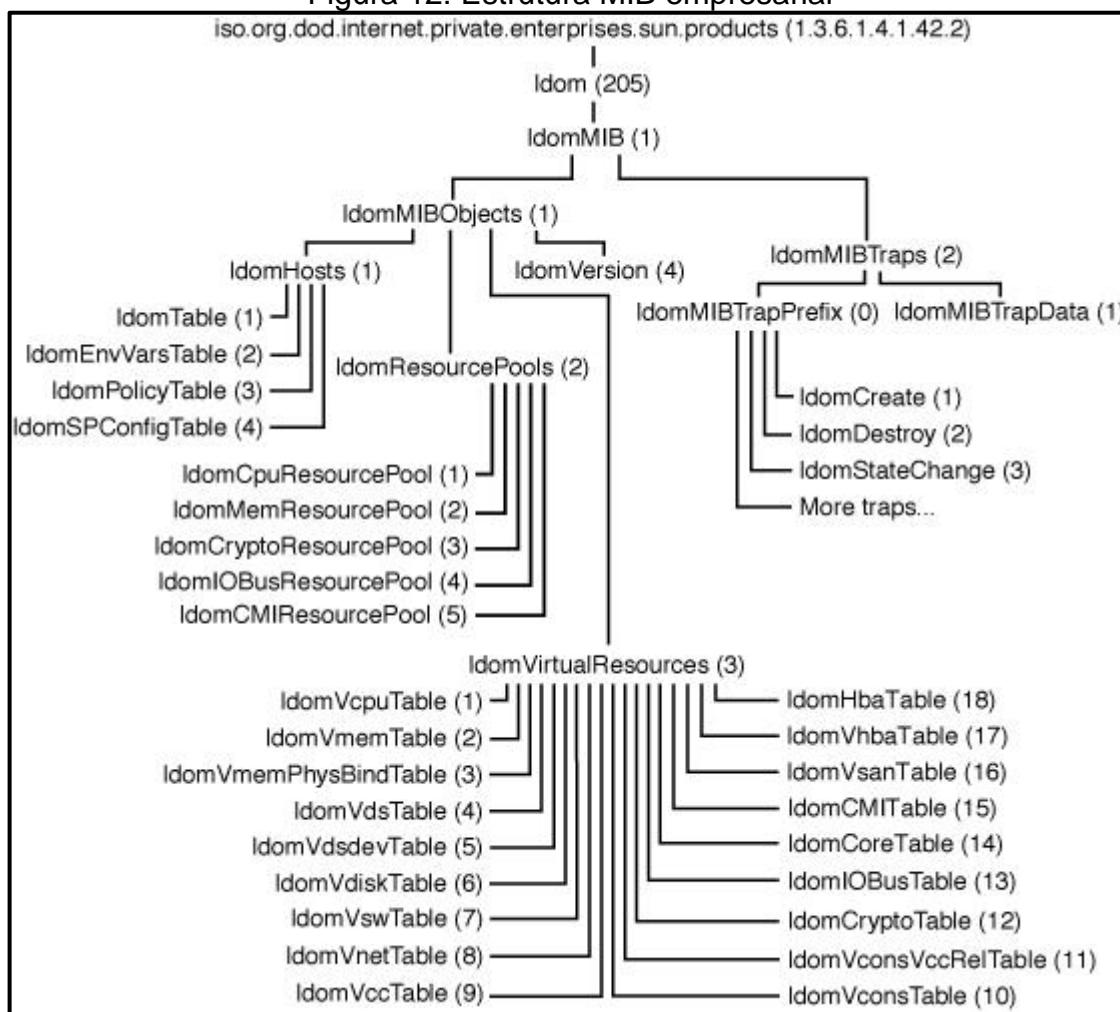 Figura 12: Estrutura MIB empresarial
iso.org.dod.internet.private.enterprises.sun.products (1.3.6.1.4.1.42.2)
ldom (205)
ldomMIB (1)
ldomMIBObjects (1)
ldomMIBTraps (2)
ldomHosts (1)
ldomVersion (4)
ldomMIBTrapPrefix (0)
ldomMIBTrapData (1)
ldomTable (1)
ldomEnvVarsTable (2)
ldomPolicyTable (3)
ldomSPConfigTable (4)
ldomResourcePools (2)
ldomCreate (1)
ldomDestroy (2)
ldomStateChange (3)
More traps...
ldomCpuResourcePool (1)
ldomMemResourcePool (2)
ldomCryptoResourcePool (3)
ldomIOBusResourcePool (4)
ldomCMIResourcePool (5)
ldomVirtualResources (3)
ldomVcpuTable (1)
ldomVmemTable (2)
ldomVmemPhysBindTable (3)
ldomVdsTable (4)
ldomVdsdevTable (5)
ldomVdiskTable (6)
ldomVswTable (7)
ldomVnetTable (8)
ldomVccTable (9)
ldomHbaTable (18)
ldomVhbaTable (17)
ldomVsanTable (16)
ldomCMITable (15)
ldomCoreTable (14)
ldomIOBusTable (13)
ldomCryptoTable (12)
ldomVconsVccRelTable (11)
ldomVconsTable (10)